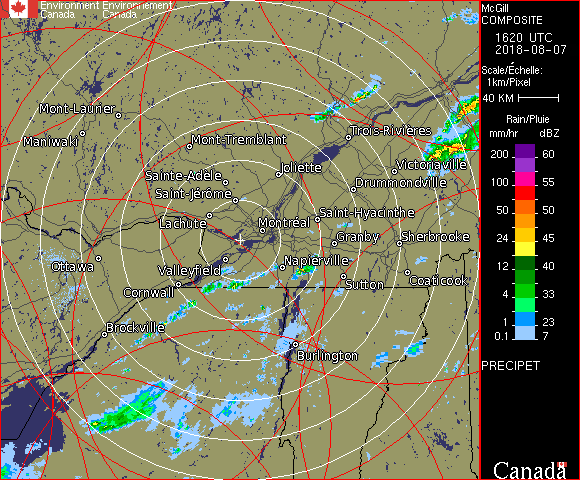 Environment Environnement
Canada Canada
McGill
COMPOSITE
1620 UTC
2018-08-07
Scale/Échelle:
1km/Pixel
40 KM
Rain/Pluie
mm/hr dBZ
200 60
100 55
50 50
24 45
12 40
4 33
1 23
0.1 7
PRECIPET
Canada
Mont-Laurier
Maniwaki
Mont-Tremblant
Trois-Rivières
Sainte-Adèle
Joliette
Victoriaville
Saint-Jérôme
Drummondville
Lachute
Montréal
Saint-Hyacinthe
Granby
Sherbrooke
Ottawa
Valleyfield
Napierville
Cornwall
Sutton
Coaticook
Brockville
Burlington